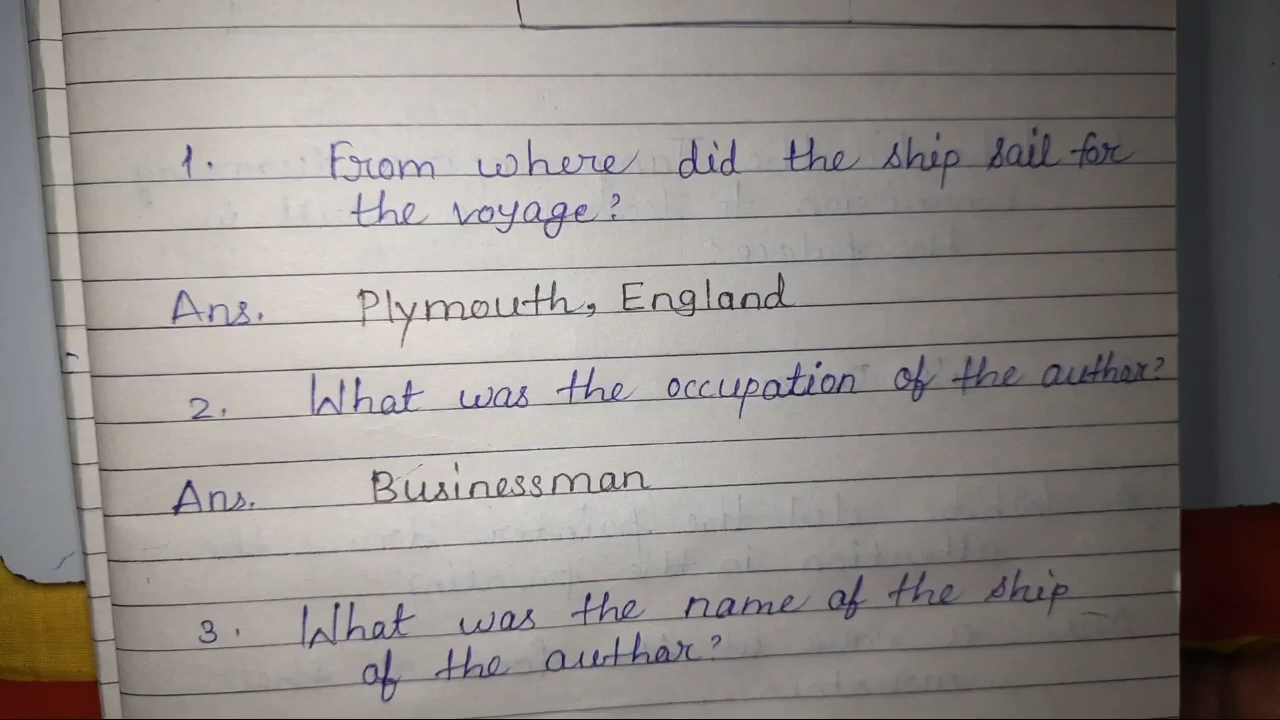 1. From where did the ship sail for
the voyage?
Ans. Plymouth, England
2. What was the occupation of the author?
Ans. Businessman
3. What was the name of the ship
of the author?